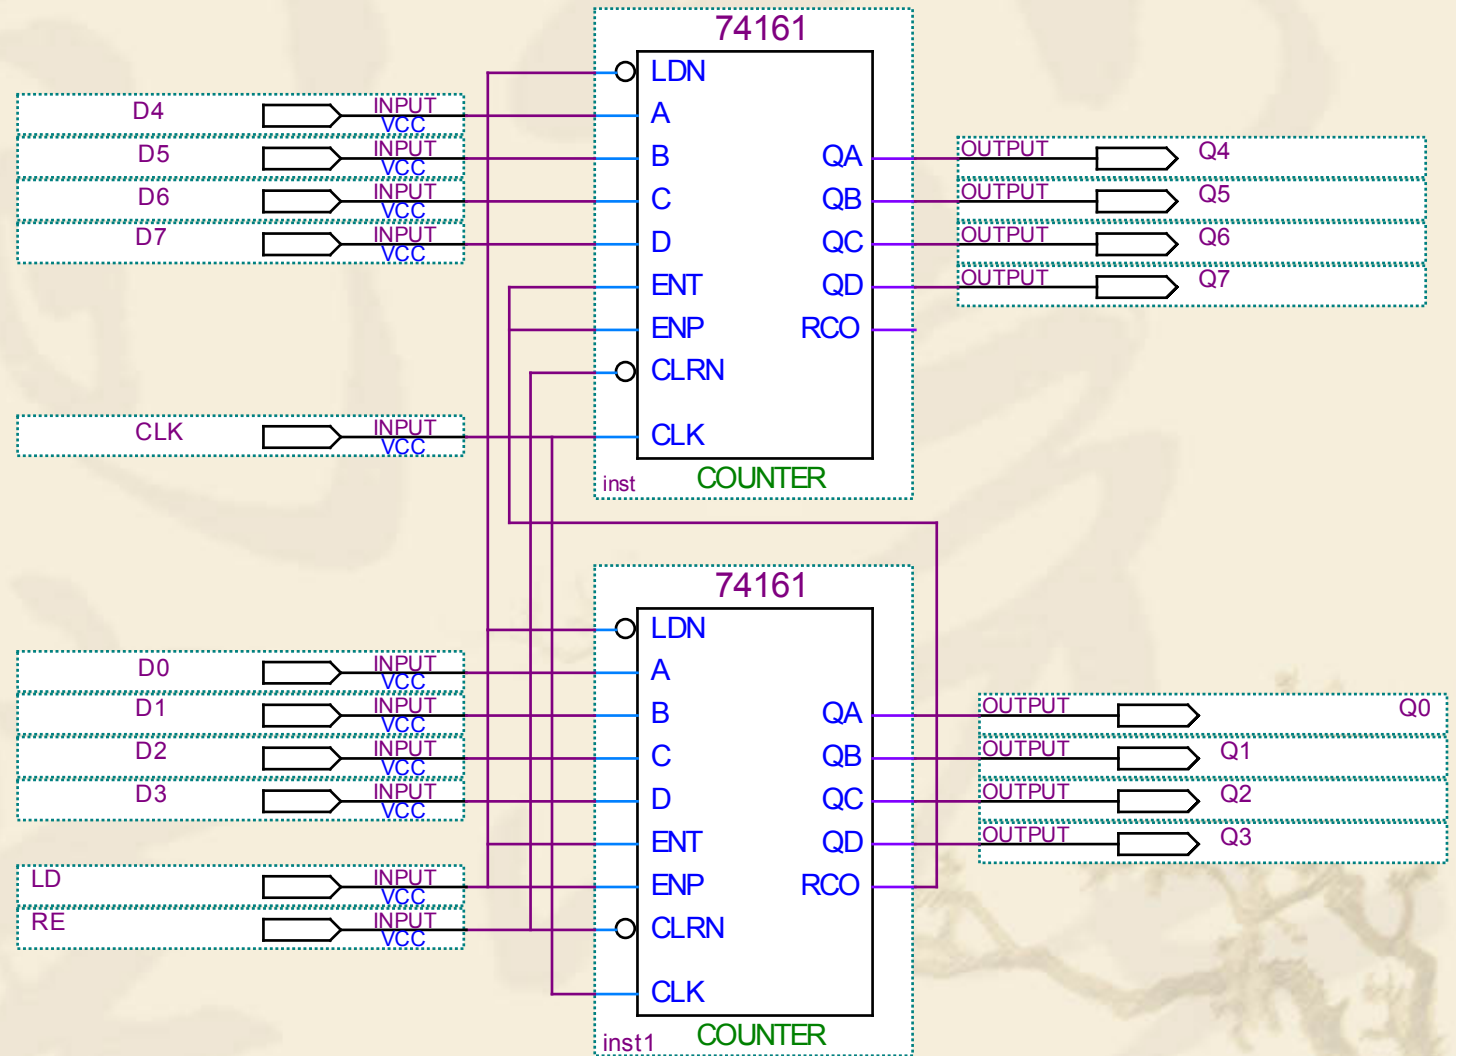 74161
LDN
D4 INPUT VCC A
D5 INPUT VCC B QA OUTPUT Q4
D6 INPUT VCC C QB OUTPUT Q5
D7 INPUT VCC D QC OUTPUT Q6
ENT QD OUTPUT Q7
ENP RCO
CLRN
CLK INPUT VCC CLK
inst COUNTER
74161
LDN
D0 INPUT VCC A
D1 INPUT VCC B QA OUTPUT Q0
D2 INPUT VCC C QB OUTPUT Q1
D3 INPUT VCC D QC OUTPUT Q2
ENT QD OUTPUT Q3
LD INPUT VCC ENP RCO
RE INPUT VCC CLRN
CLK
inst1 COUNTER